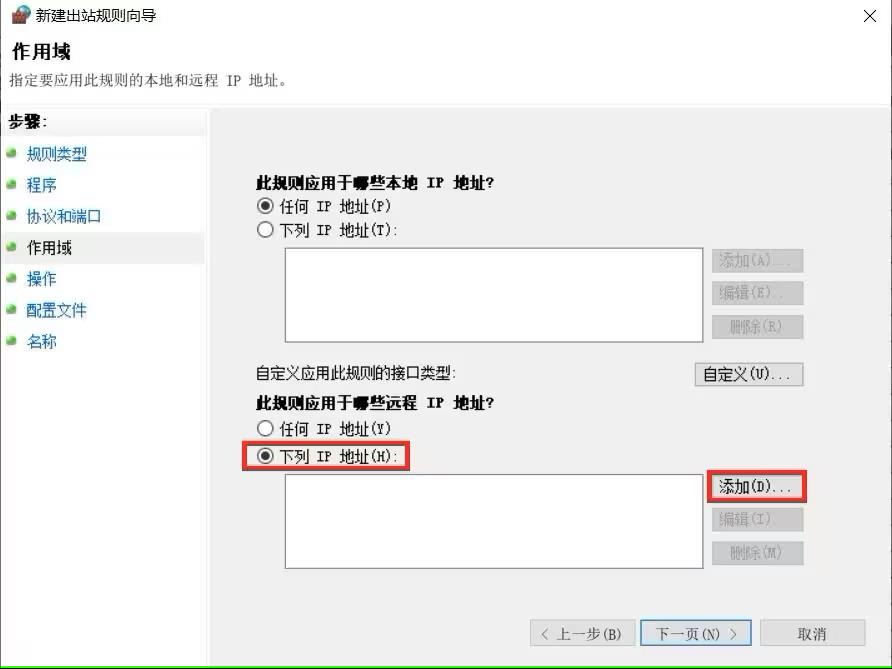 新建出站规则向导
作用域
指定要应用此规则的本地和远程 IP 地址。
步骤:
规则类型
程序
协议和端口
作用域
操作
配置文件
名称
此规则应用于哪些本地 IP 地址?
任何 IP 地址(P)
下列 IP 地址(T):
添加(A)...
编辑(E)...
删除(R)
自定义应用此规则的接口类型:
自定义(U)...
此规则应用于哪些远程 IP 地址?
任何 IP 地址(Y)
下列 IP 地址(H):
添加(D)...
编辑(I)...
删除(M)
< 上一步(B)
下一页(N) >
取消